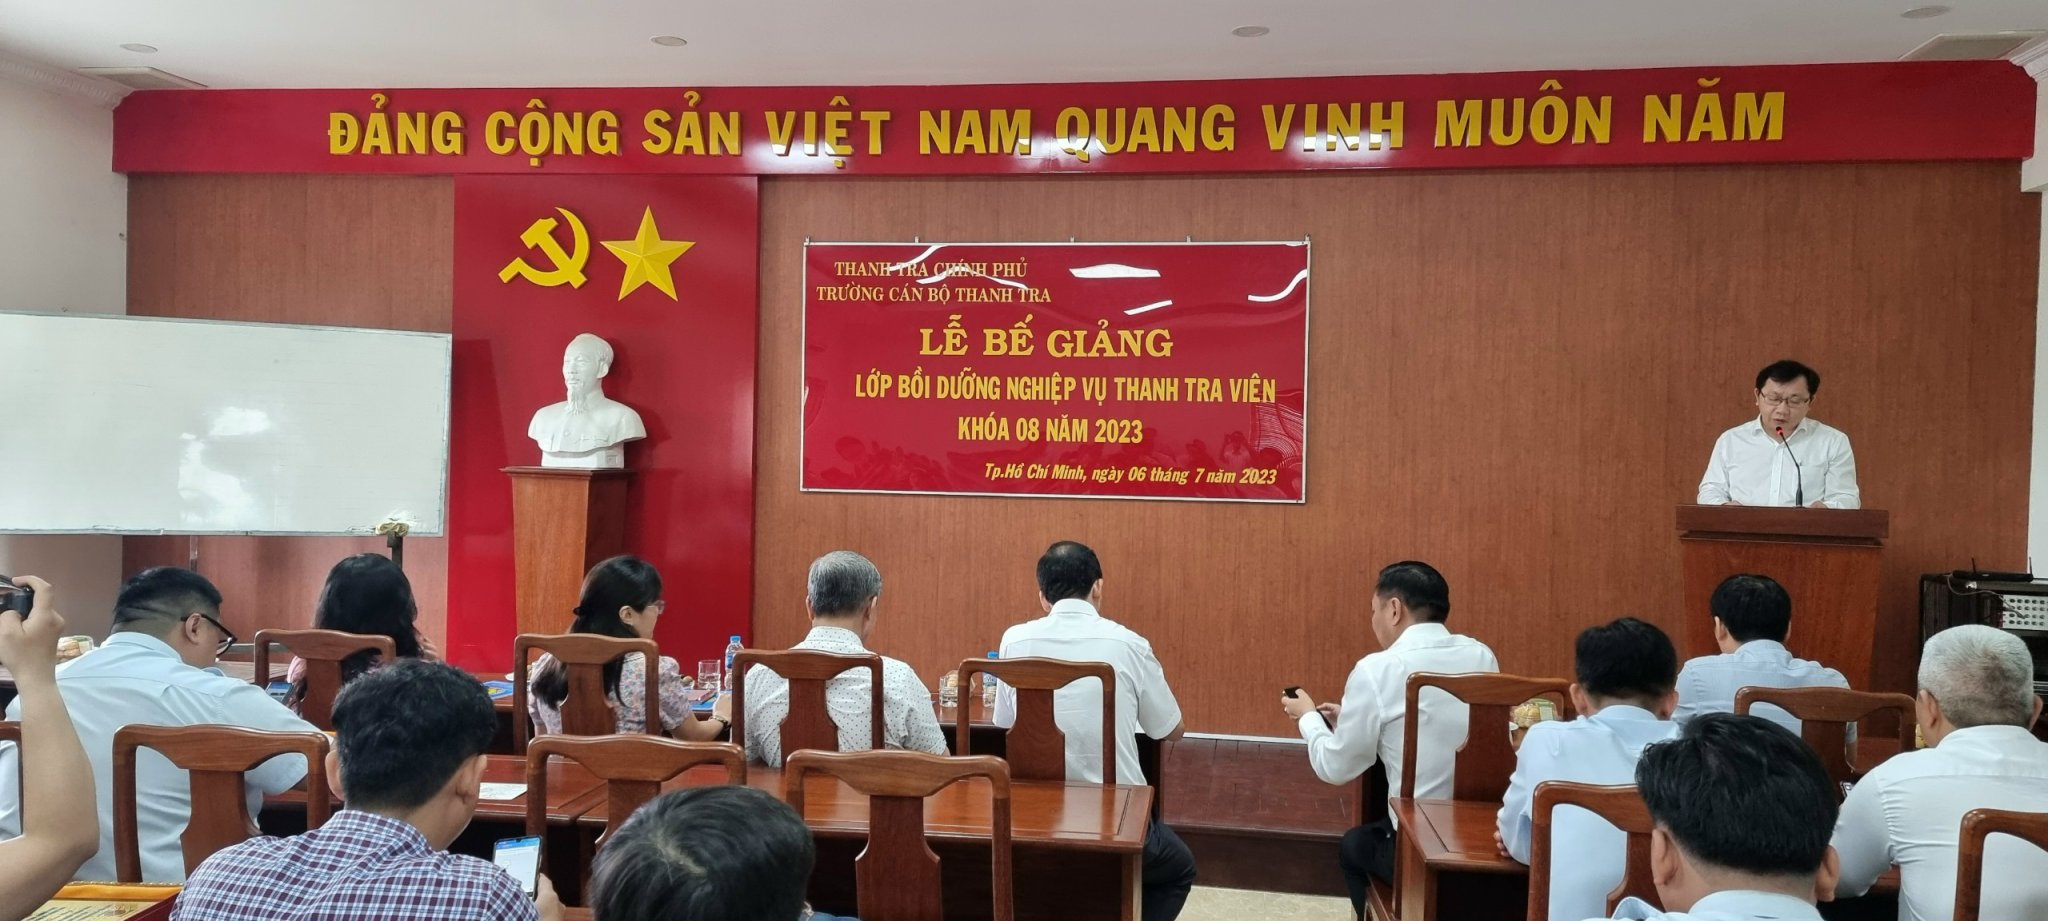 ĐẢNG CỘNG SẢN VIỆT NAM QUANG VINH MUÔN NĂM
THANH TRA CHÍNH PHỦ
TRƯỜNG CÁN BỘ THANH TRA
LỄ BẾ GIẢNG
LỚP BỒI DƯỠNG NGHIỆP VỤ THANH TRA VIÊN
KHÓA 08 NĂM 2023
Tp.Hồ Chí Minh, ngày 06 tháng 7 năm 2023